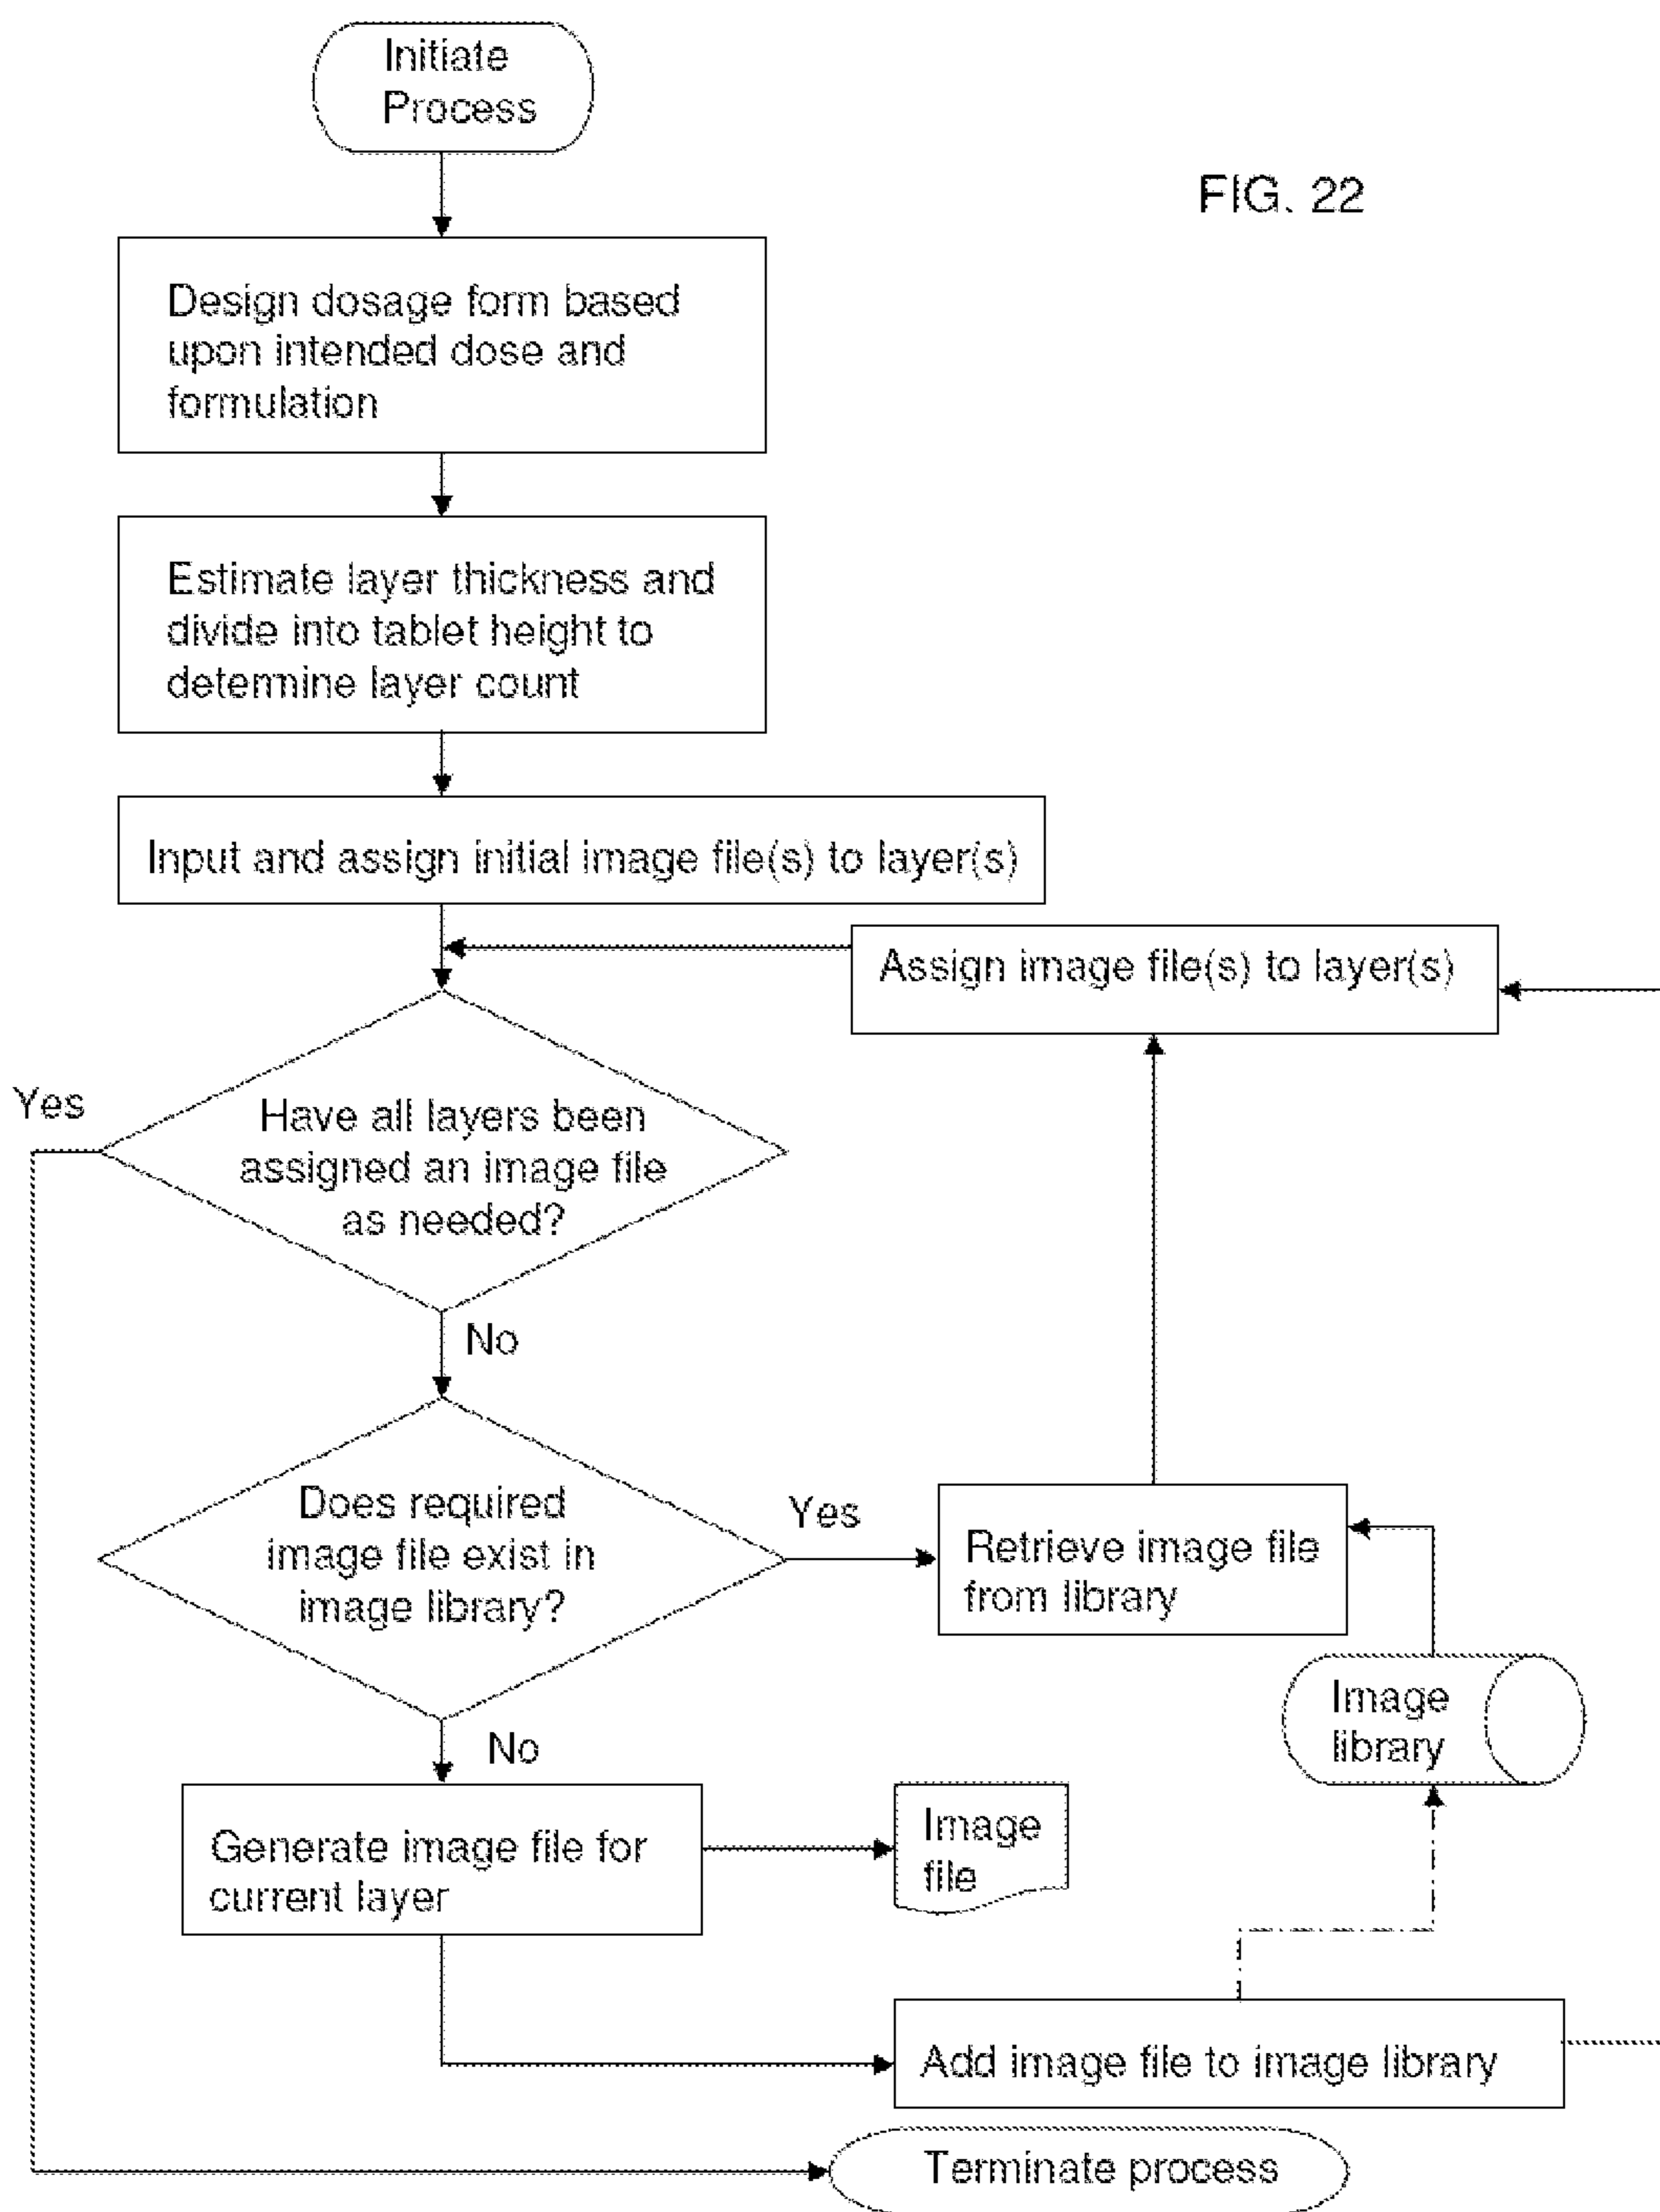 Initiate
Process
FIG. 22
Design dosage form based
upon intended dose and
formulation
Estimate layer thickness and
divide into tablet height to
determine layer count
Input and assign initial image file(s) to layer(s)
Assign image file(s) to layer(s)
Yes
Have all layers been
assigned an image file
as needed?
No
Does required
image file exist in
image library?
Yes
Retrieve image file
from library
Image
library
No
Generate image file for
current layer
Image
file
Add image file to image library
Terminate process